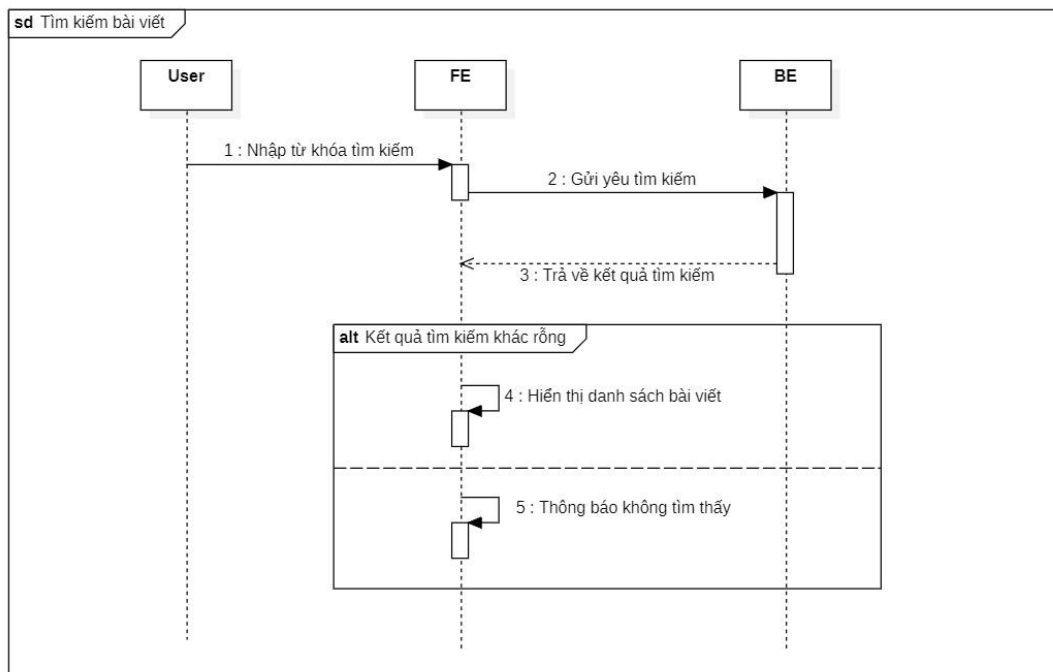 sd Tìm kiếm bài viết
User
FE
BE
1 : Nhập từ khóa tìm kiếm
2 : Gửi yêu tìm kiếm
3 : Trả về kết quả tìm kiếm
alt Kết quả tìm kiếm khác rỗng
4 : Hiển thị danh sách bài viết
5 : Thông báo không tìm thấy